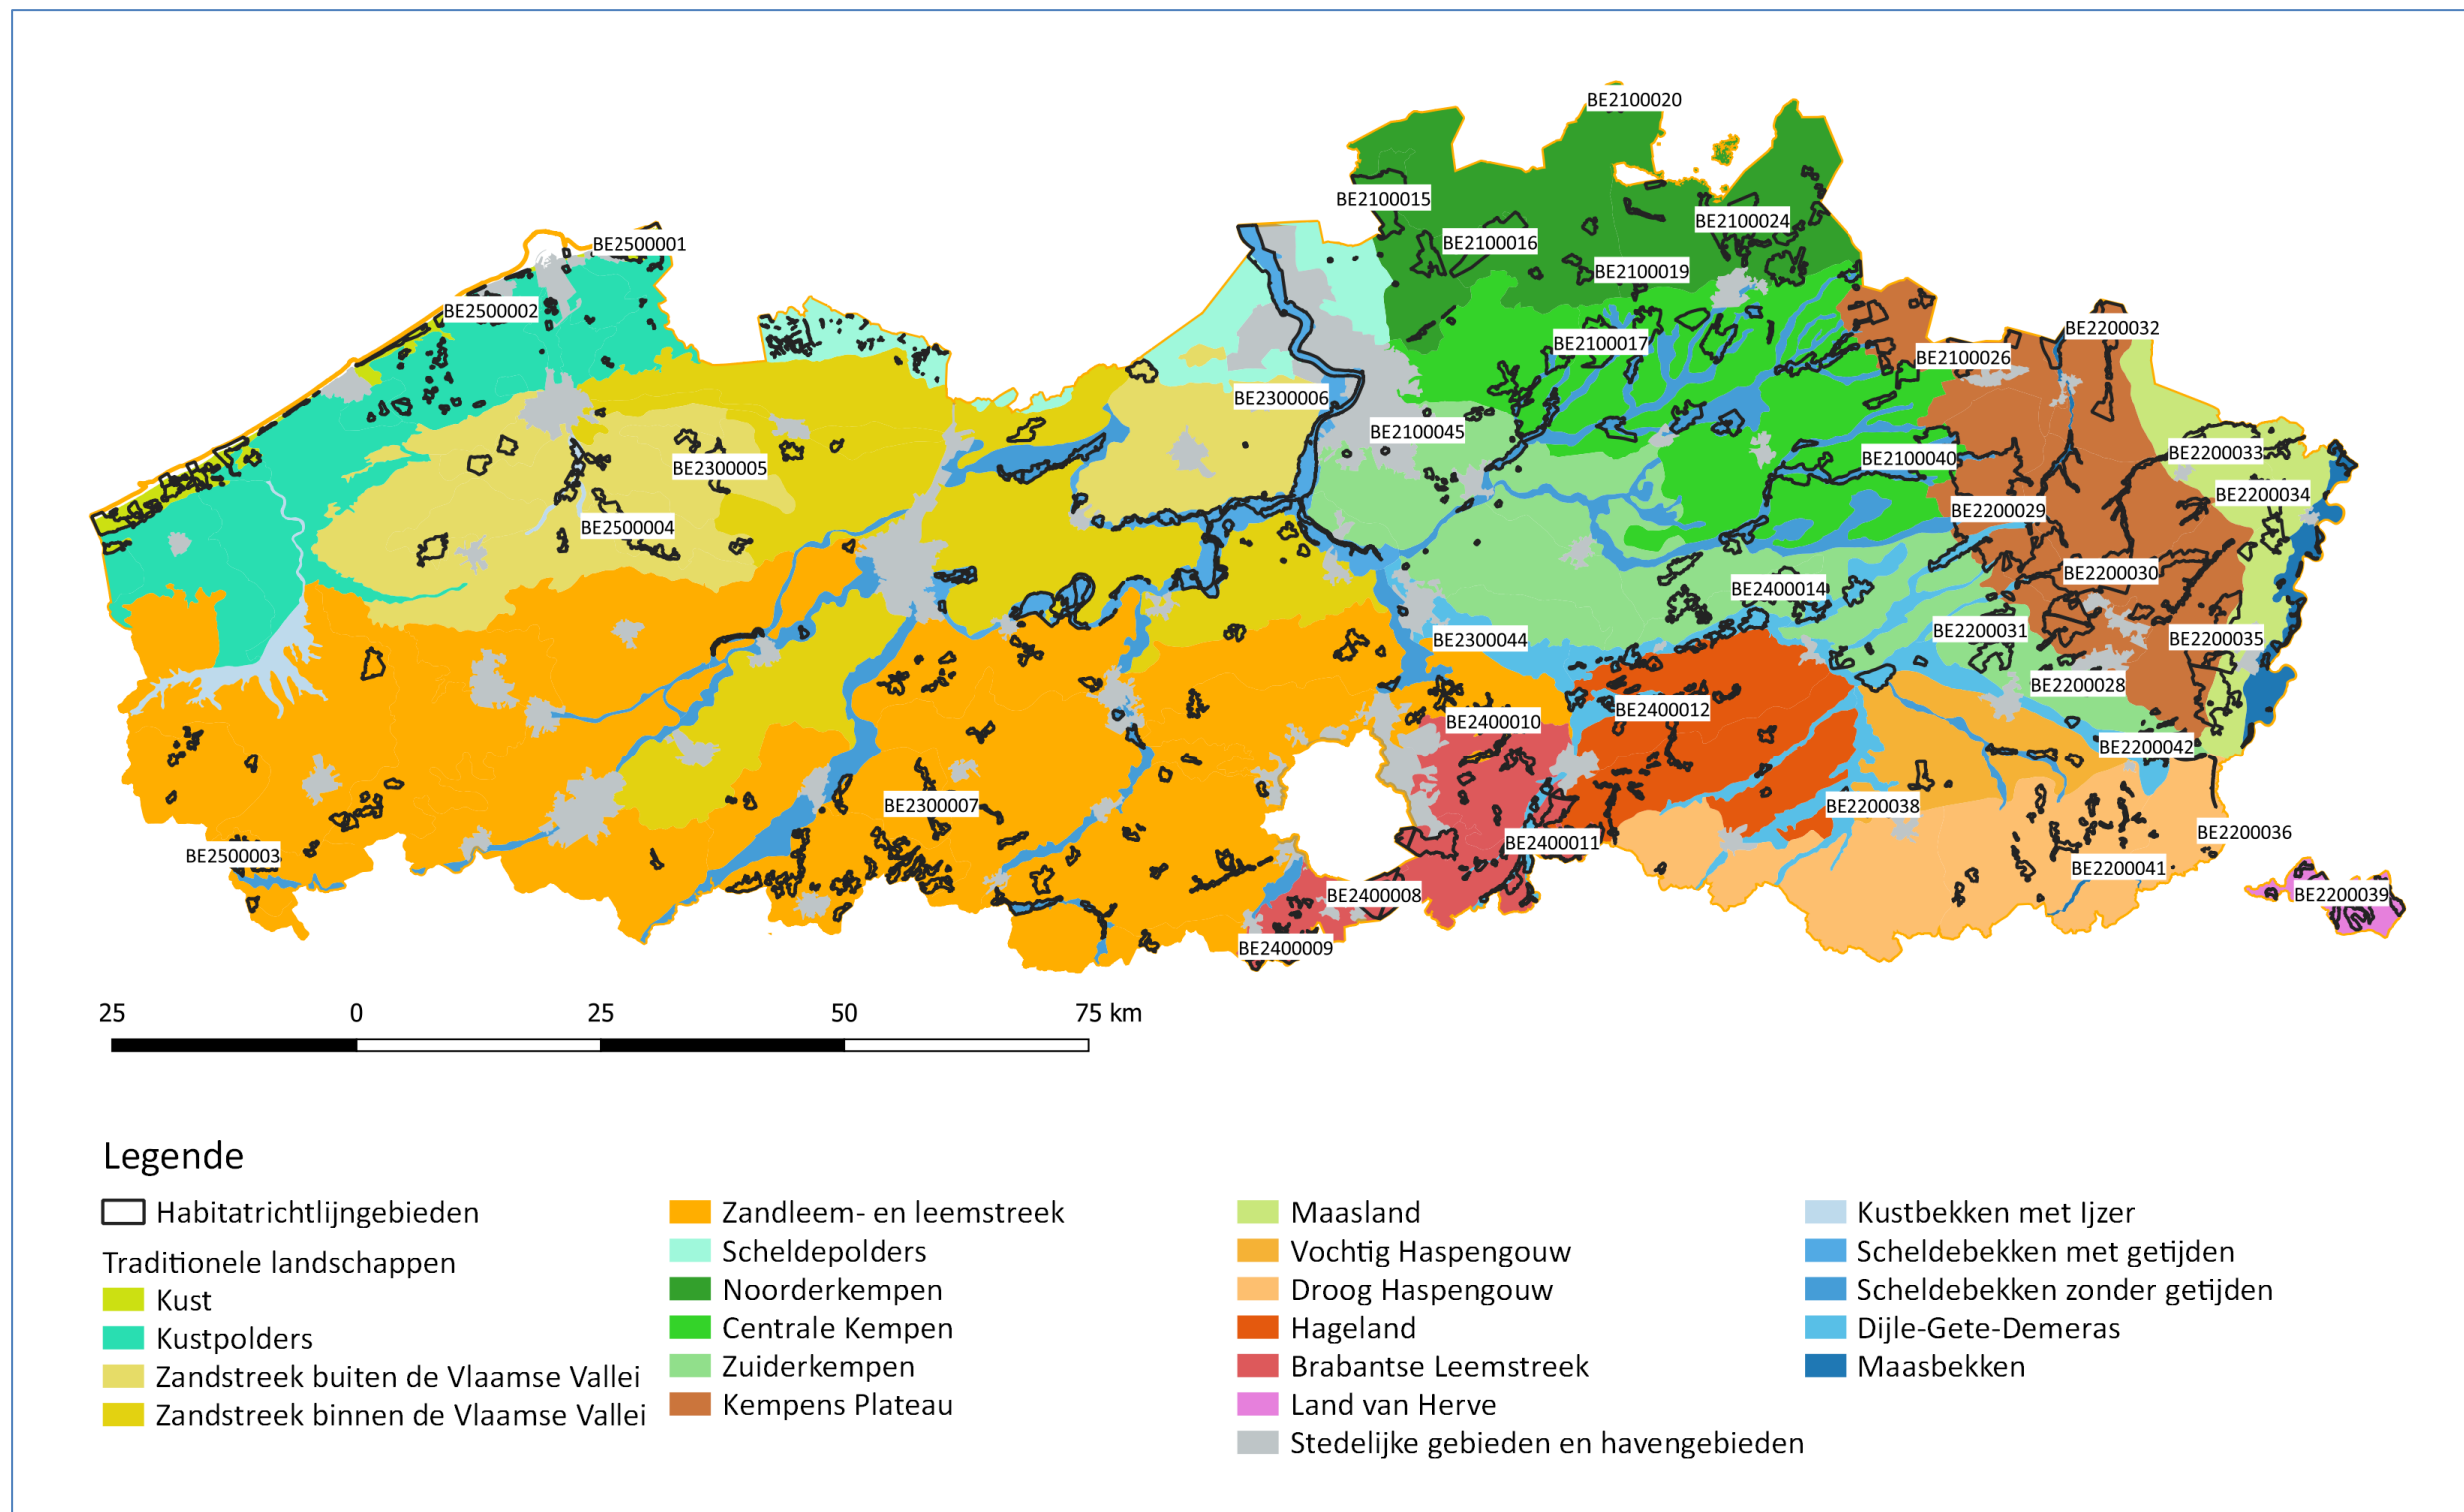 BE2100020
BE2100015
BE2100024
BE2500001
BE2100016
BE2100019
BE2500002
BE2200032
BE2100017
BE2100026
BE2300006
BE2100045
BE2200033
BE2100040
BE2300005
BE2200034
BE2200029
BE2500004
BE2200030
BE2400014
BE2200031
BE2200035
BE2300044
BE2200028
BE2400012
BE2400010
BE2200042
BE2300007
BE2200038
BE2200036
BE2400011
BE2500003
BE2200041
BE2400008
BE2200039
BE2400009
25 0 25 50 75 km
Legende
Habitatrichtlijngebieden
Traditionele landschappen
Kust
Kustpolders
Zandstreek buiten de Vlaamse Vallei
Zandstreek binnen de Vlaamse Vallei
Zandleem- en leemstreek
Scheldepolders
Noorderkempen
Centrale Kempen
Zuiderkempen
Kempens Plateau
Maasland
Vochtig Haspengouw
Droog Haspengouw
Hageland
Brabantse Leemstreek
Land van Herve
Stedelijke gebieden en havengebieden
Kustbekken met Ijzer
Scheldebekken met getijden
Scheldebekken zonder getijden
Dijle-Gete-Demeras
Maasbekken